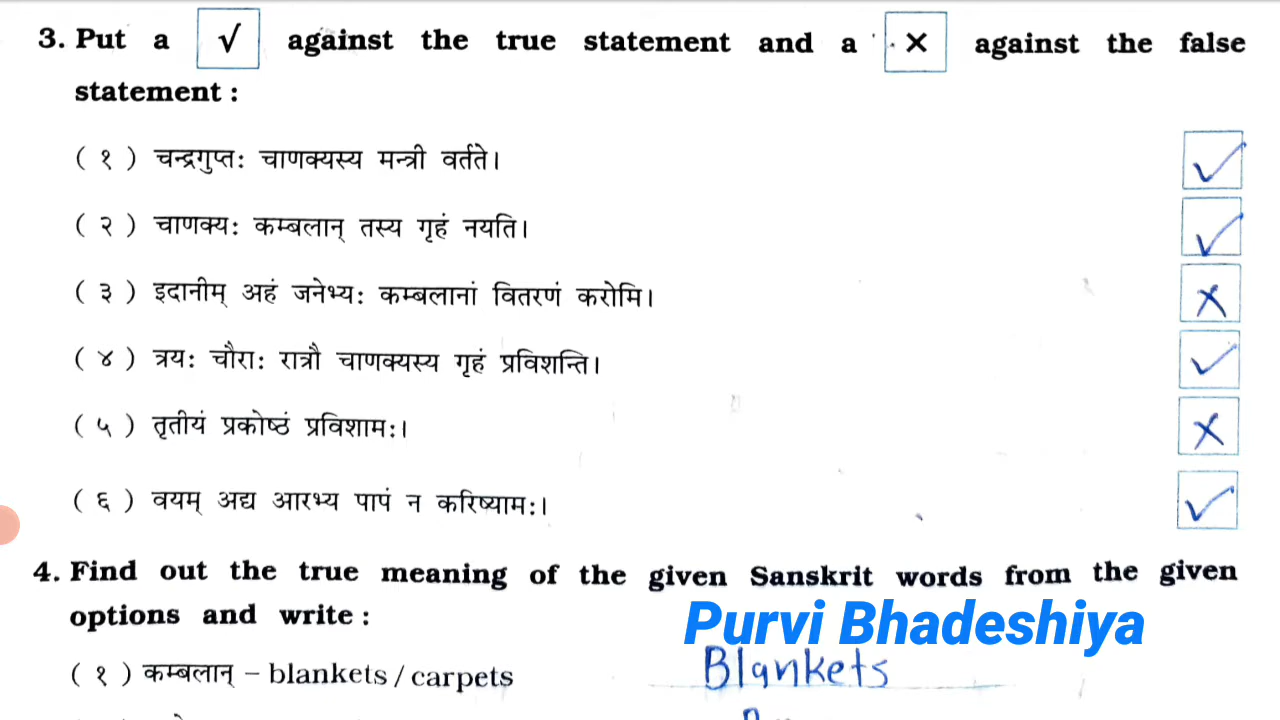 3. Put a √ against the true statement and a × against the false
statement :
( १ ) चन्द्रगुप्तः चाणक्यस्य मन्त्री वर्तते। ✓
( २ ) चाणक्यः कम्बलान् तस्य गृहं नयति। ✓
( ३ ) इदानीम् अहं जनेभ्यः कम्बलानां वितरणं करोमि। ×
( ४ ) त्रयः चौराः रात्रौ चाणक्यस्य गृहं प्रविशन्ति। ✓
( ५ ) तृतीयं प्रकोष्ठं प्रविशामः। ×
( ६ ) वयम् अद्य आरभ्य पापं न करिष्यामः। ✓
4. Find out the true meaning of the given Sanskrit words from the given
options and write :
Purvi Bhadeshiya
( १ ) कम्बलान् – blankets / carpets Blankets